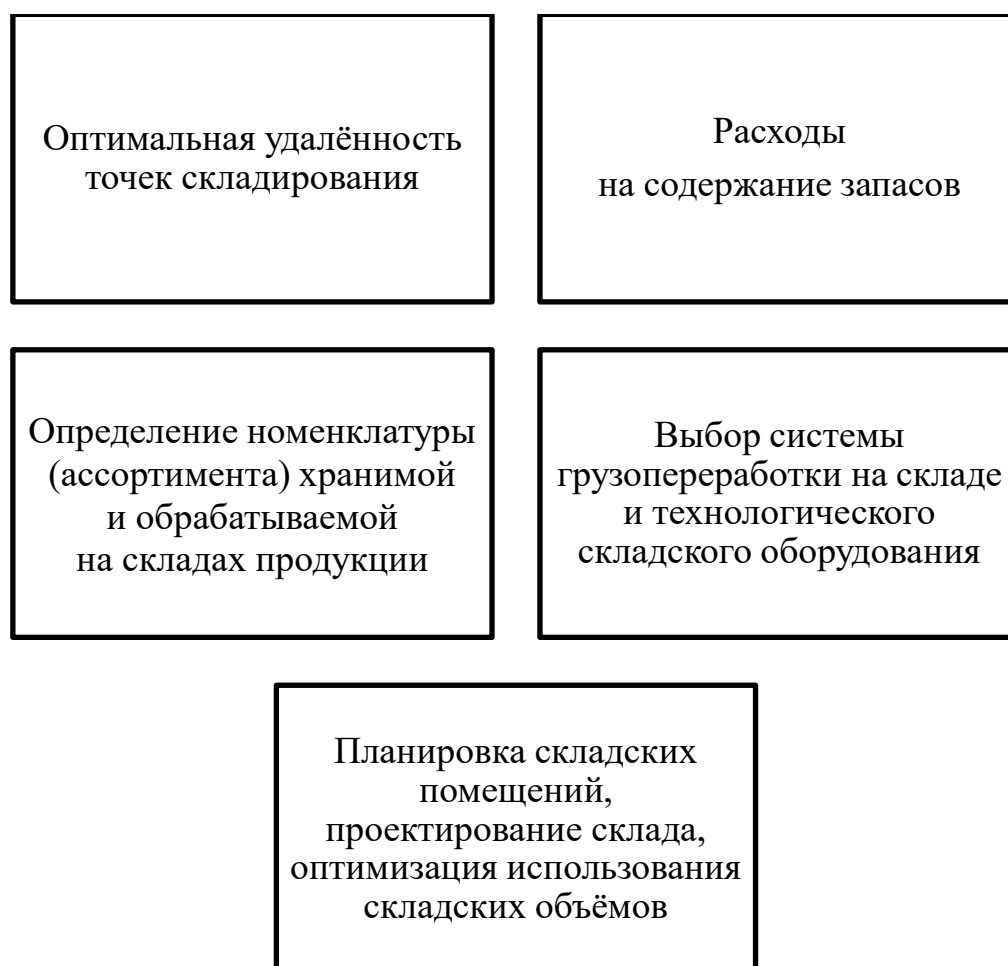 Оптимальная удалённость
точек складирования
Расходы
на содержание запасов
Определение номенклатуры
(ассортимента) хранимой
и обрабатываемой
на складах продукции
Выбор системы
грузопереработки на складе
и технологического
складского оборудования
Планировка складских
помещений,
проектирование склада,
оптимизация использования
складских объёмов